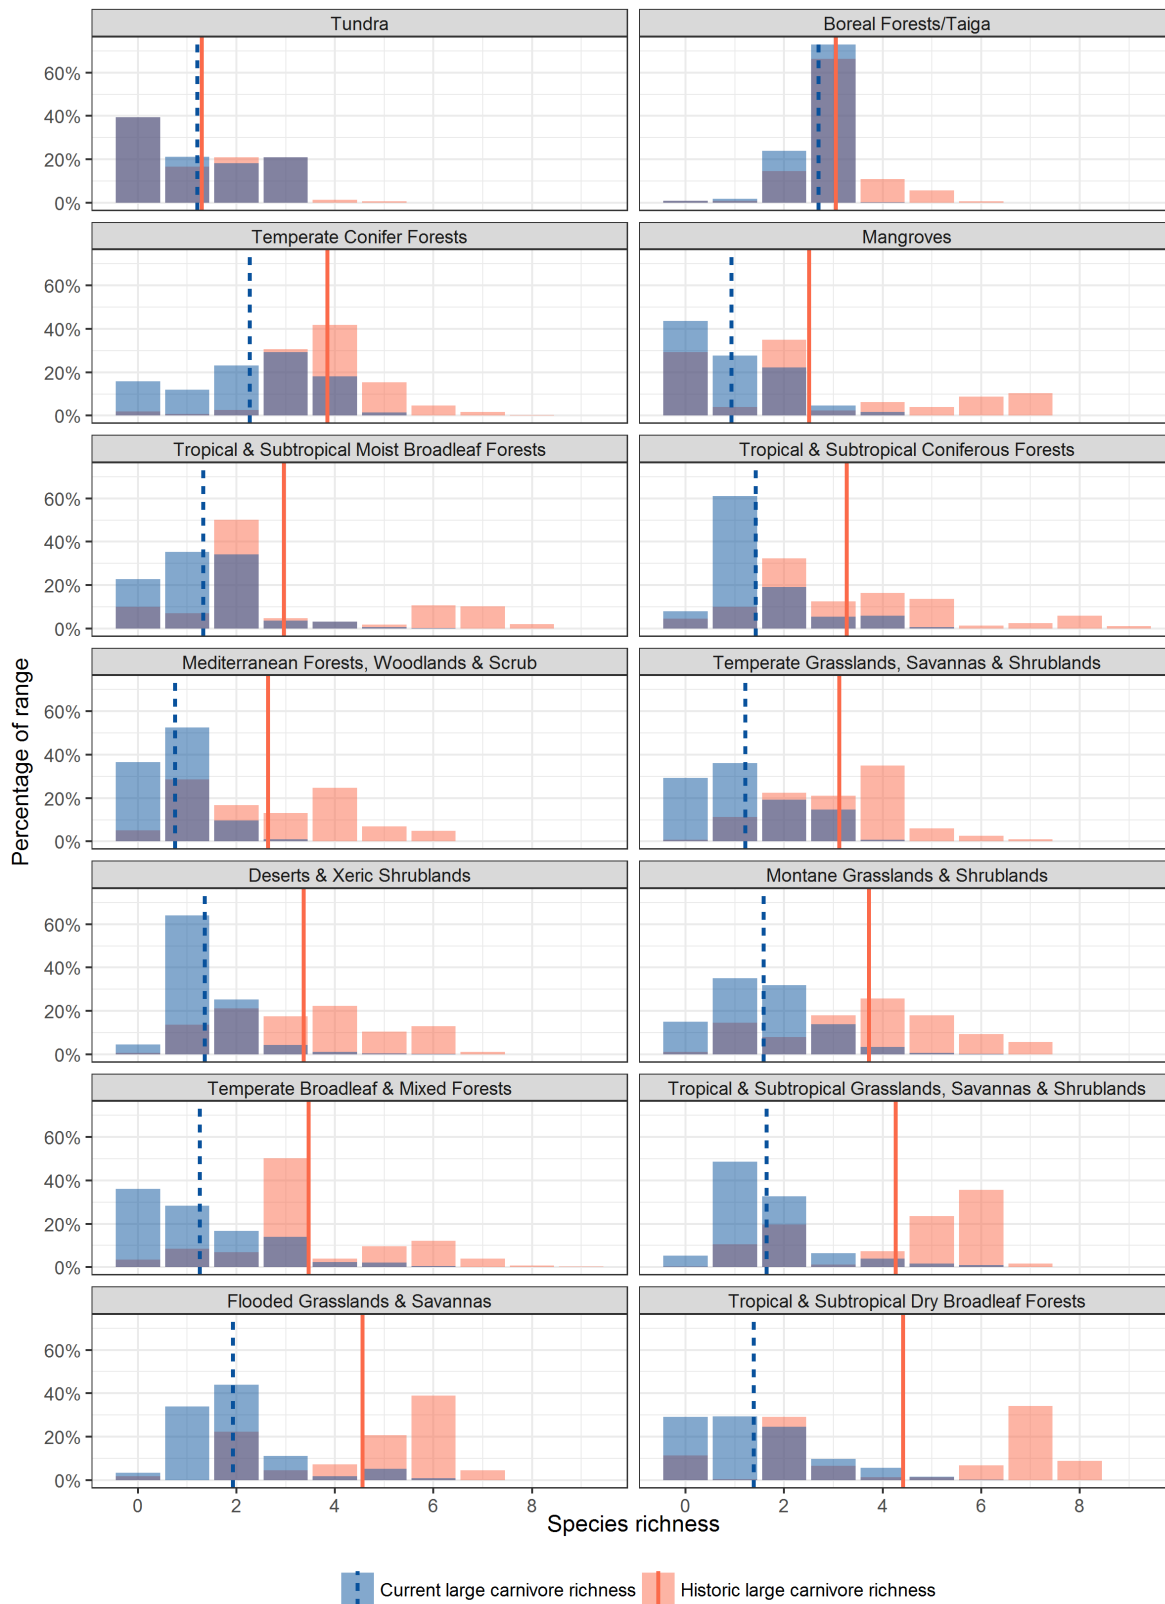 Tundra
Boreal Forests/Taiga
60%
40%
20%
0%
Temperate Conifer Forests
Mangroves
60%
40%
20%
0%
Tropical & Subtropical Moist Broadleaf Forests
Tropical & Subtropical Coniferous Forests
60%
40%
20%
0%
Mediterranean Forests, Woodlands & Scrub
Temperate Grasslands, Savannas & Shrublands
60%
40%
20%
0%
Percentage of range
Deserts & Xeric Shrublands
Montane Grasslands & Shrublands
60%
40%
20%
0%
Temperate Broadleaf & Mixed Forests
Tropical & Subtropical Grasslands, Savannas & Shrublands
60%
40%
20%
0%
Flooded Grasslands & Savannas
Tropical & Subtropical Dry Broadleaf Forests
60%
40%
20%
0%
0 2 4 6 8 0 2 4 6 8
Species richness
Current large carnivore richness Historic large carnivore richness